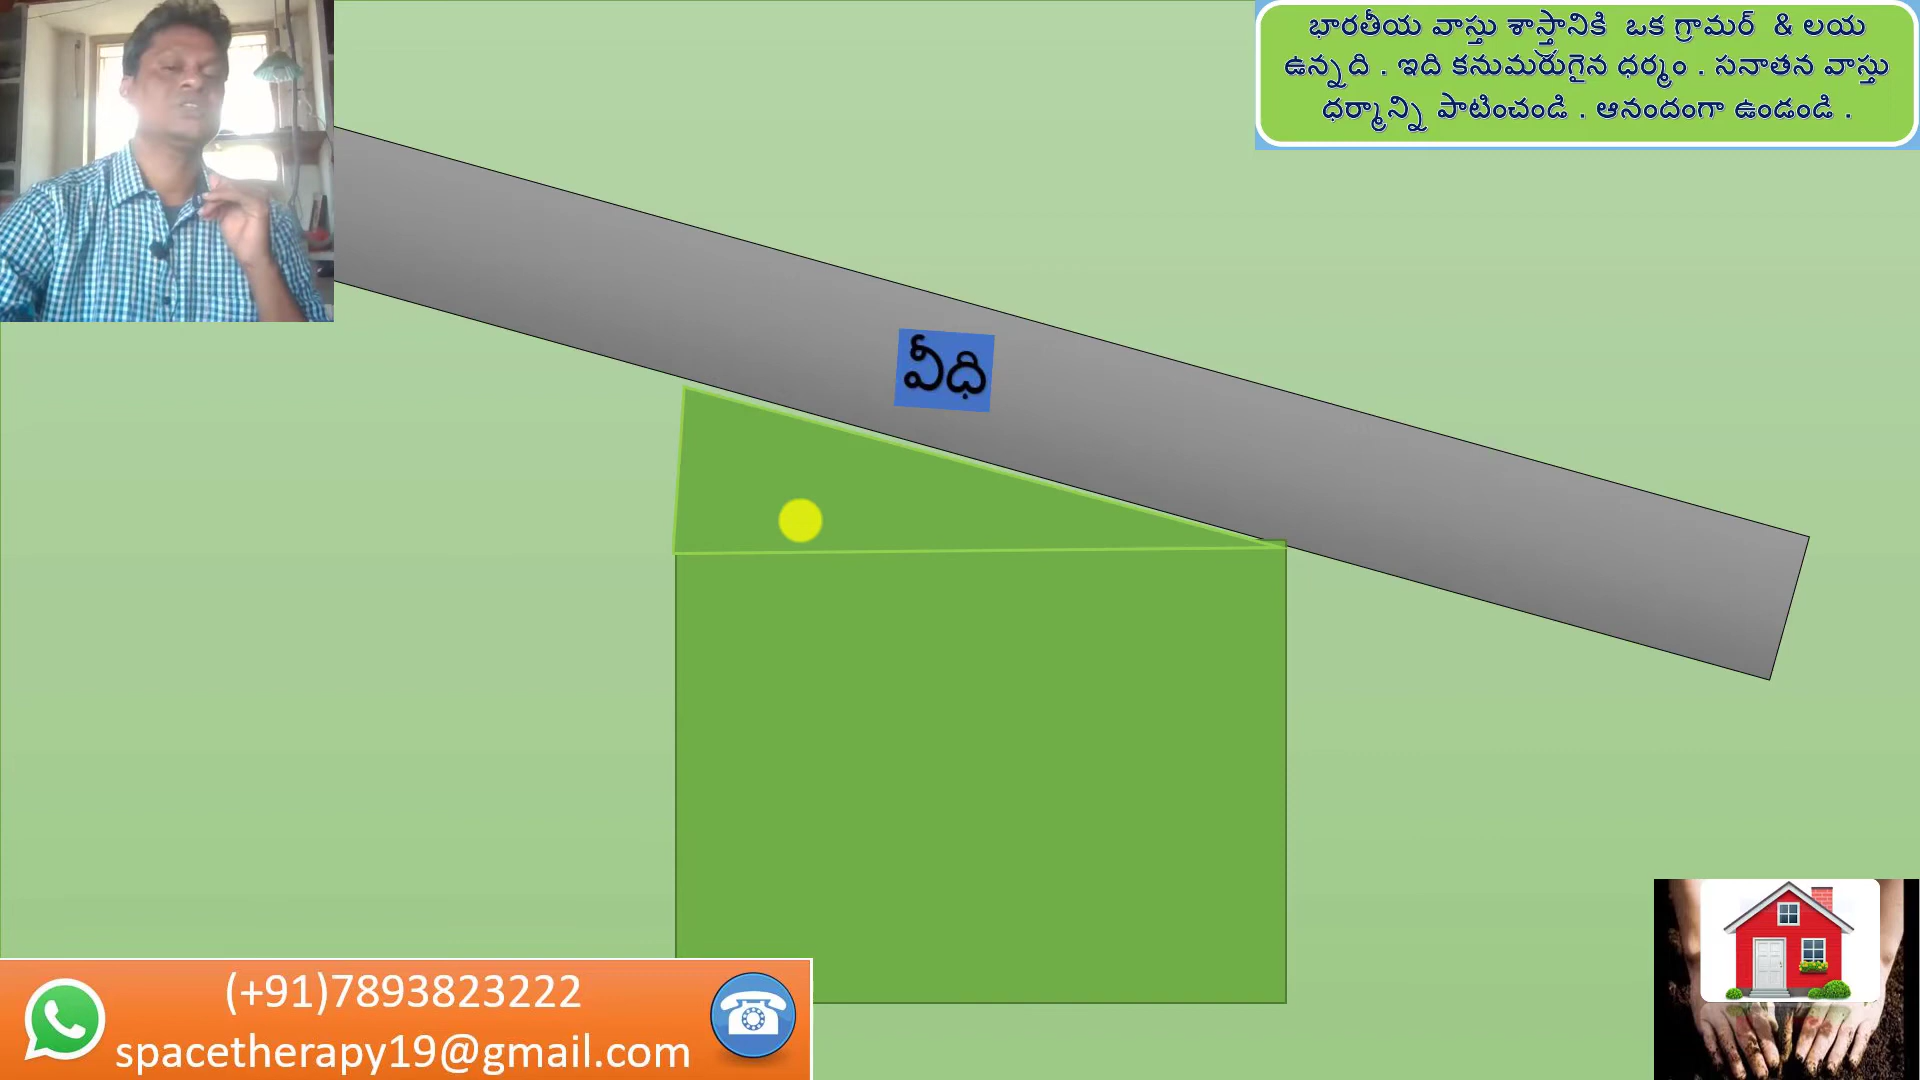 భారతీయ వాస్తు శాస్త్రానికి ఒక గ్రామర్ & లయ
ఉన్నది . ఇది కనుమరుగైన ధర్మం . సనాతన వాస్తు
ధర్మాన్ని పాటించండి . ఆనందంగా ఉండండి .
వీధి
(+91)7893823222
spacetherapy19@gmail.com